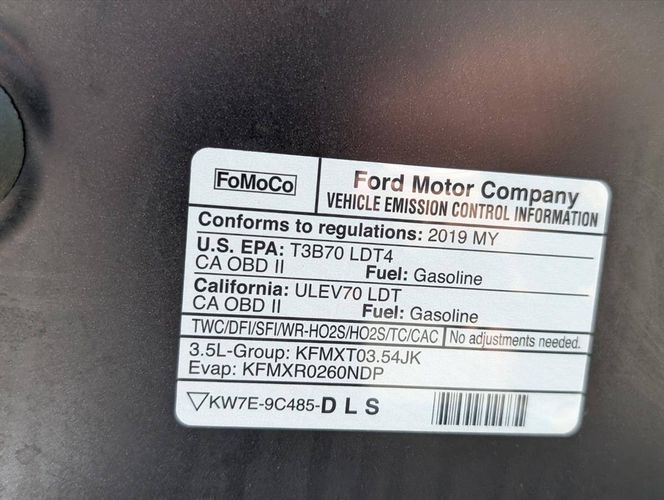 FoMoCo
Ford Motor Company
VEHICLE EMISSION CONTROL INFORMATION
Conforms to regulations: 2019 MY
U.S. EPA: T3B70 LDT4
CA OBD II Fuel: Gasoline
California: ULEV70 LDT
CA OBD II Fuel: Gasoline
TWC/DFI/SFI/WR-HO2S/HO2S/TC/CAC No adjustments needed.
3.5L-Group: KFMXT03.54JK
Evap: KFMXR0260NDP
KW7E-9C485-D L S